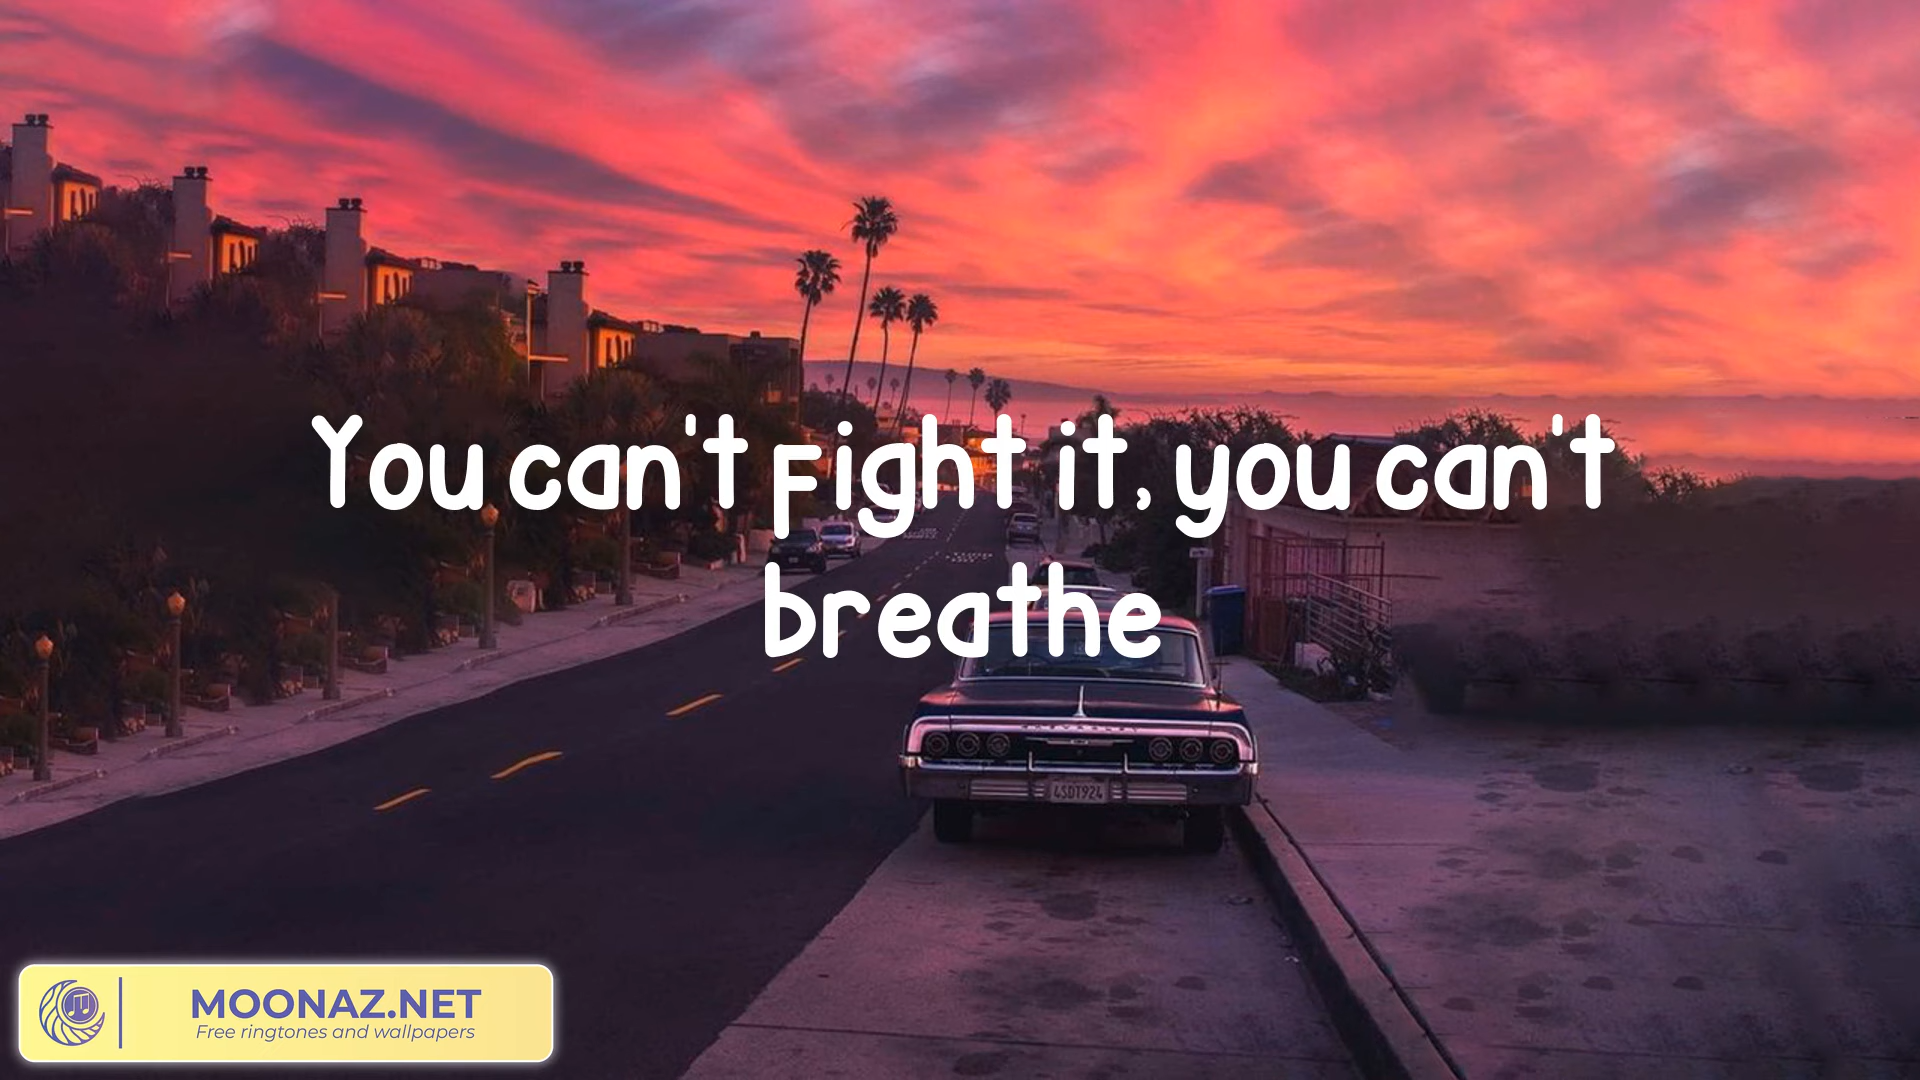 You can't fight it, you can't
breathe
4SDT924
MOONAZ.NET
Free ringtones and wallpapers